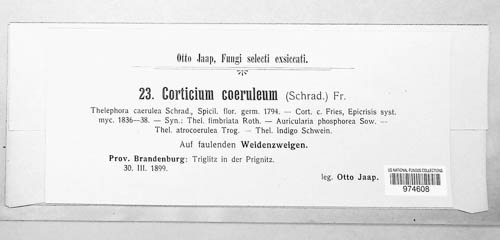 Otto Jaap, Fungi selecti exsiccati.
23. Corticium coeruleum (Schrad.) Fr.
Thelephora caerulea Schrad., Spicil. flor. germ. 1794. — Cort. c. Fries, Epicrisis syst.
myc. 1836—38. — Syn.: Thel. fimbriata Roth. — Auricularia phosphorea Sow. —
Thel. atrocoerulea Trog. — Thel. indigo Schwein.
Auf faulenden Weidenzweigen.
Prov. Brandenburg: Triglitz in der Prignitz.
30. III. 1899.
leg. Otto Jaap.
US NATIONAL FUNGUS COLLECTIONS
974608